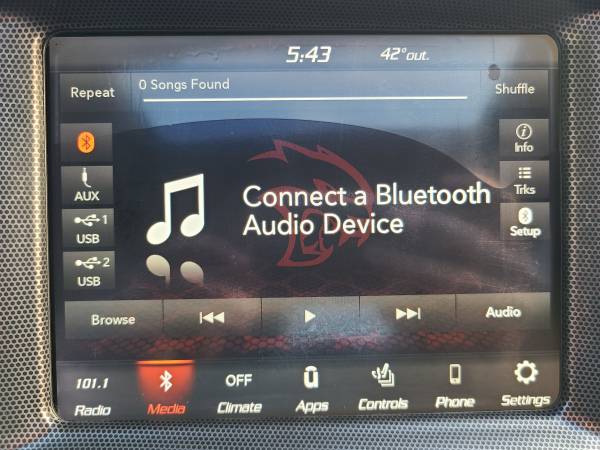 5:43 42° out.
Repeat 0 Songs Found Shuffle
Info
AUX
Trks
Connect a Bluetooth
Audio Device
1
USB
Setup
2
USB
Browse Audio
101.1 OFF
Radio Media Climate Apps Controls Phone Settings